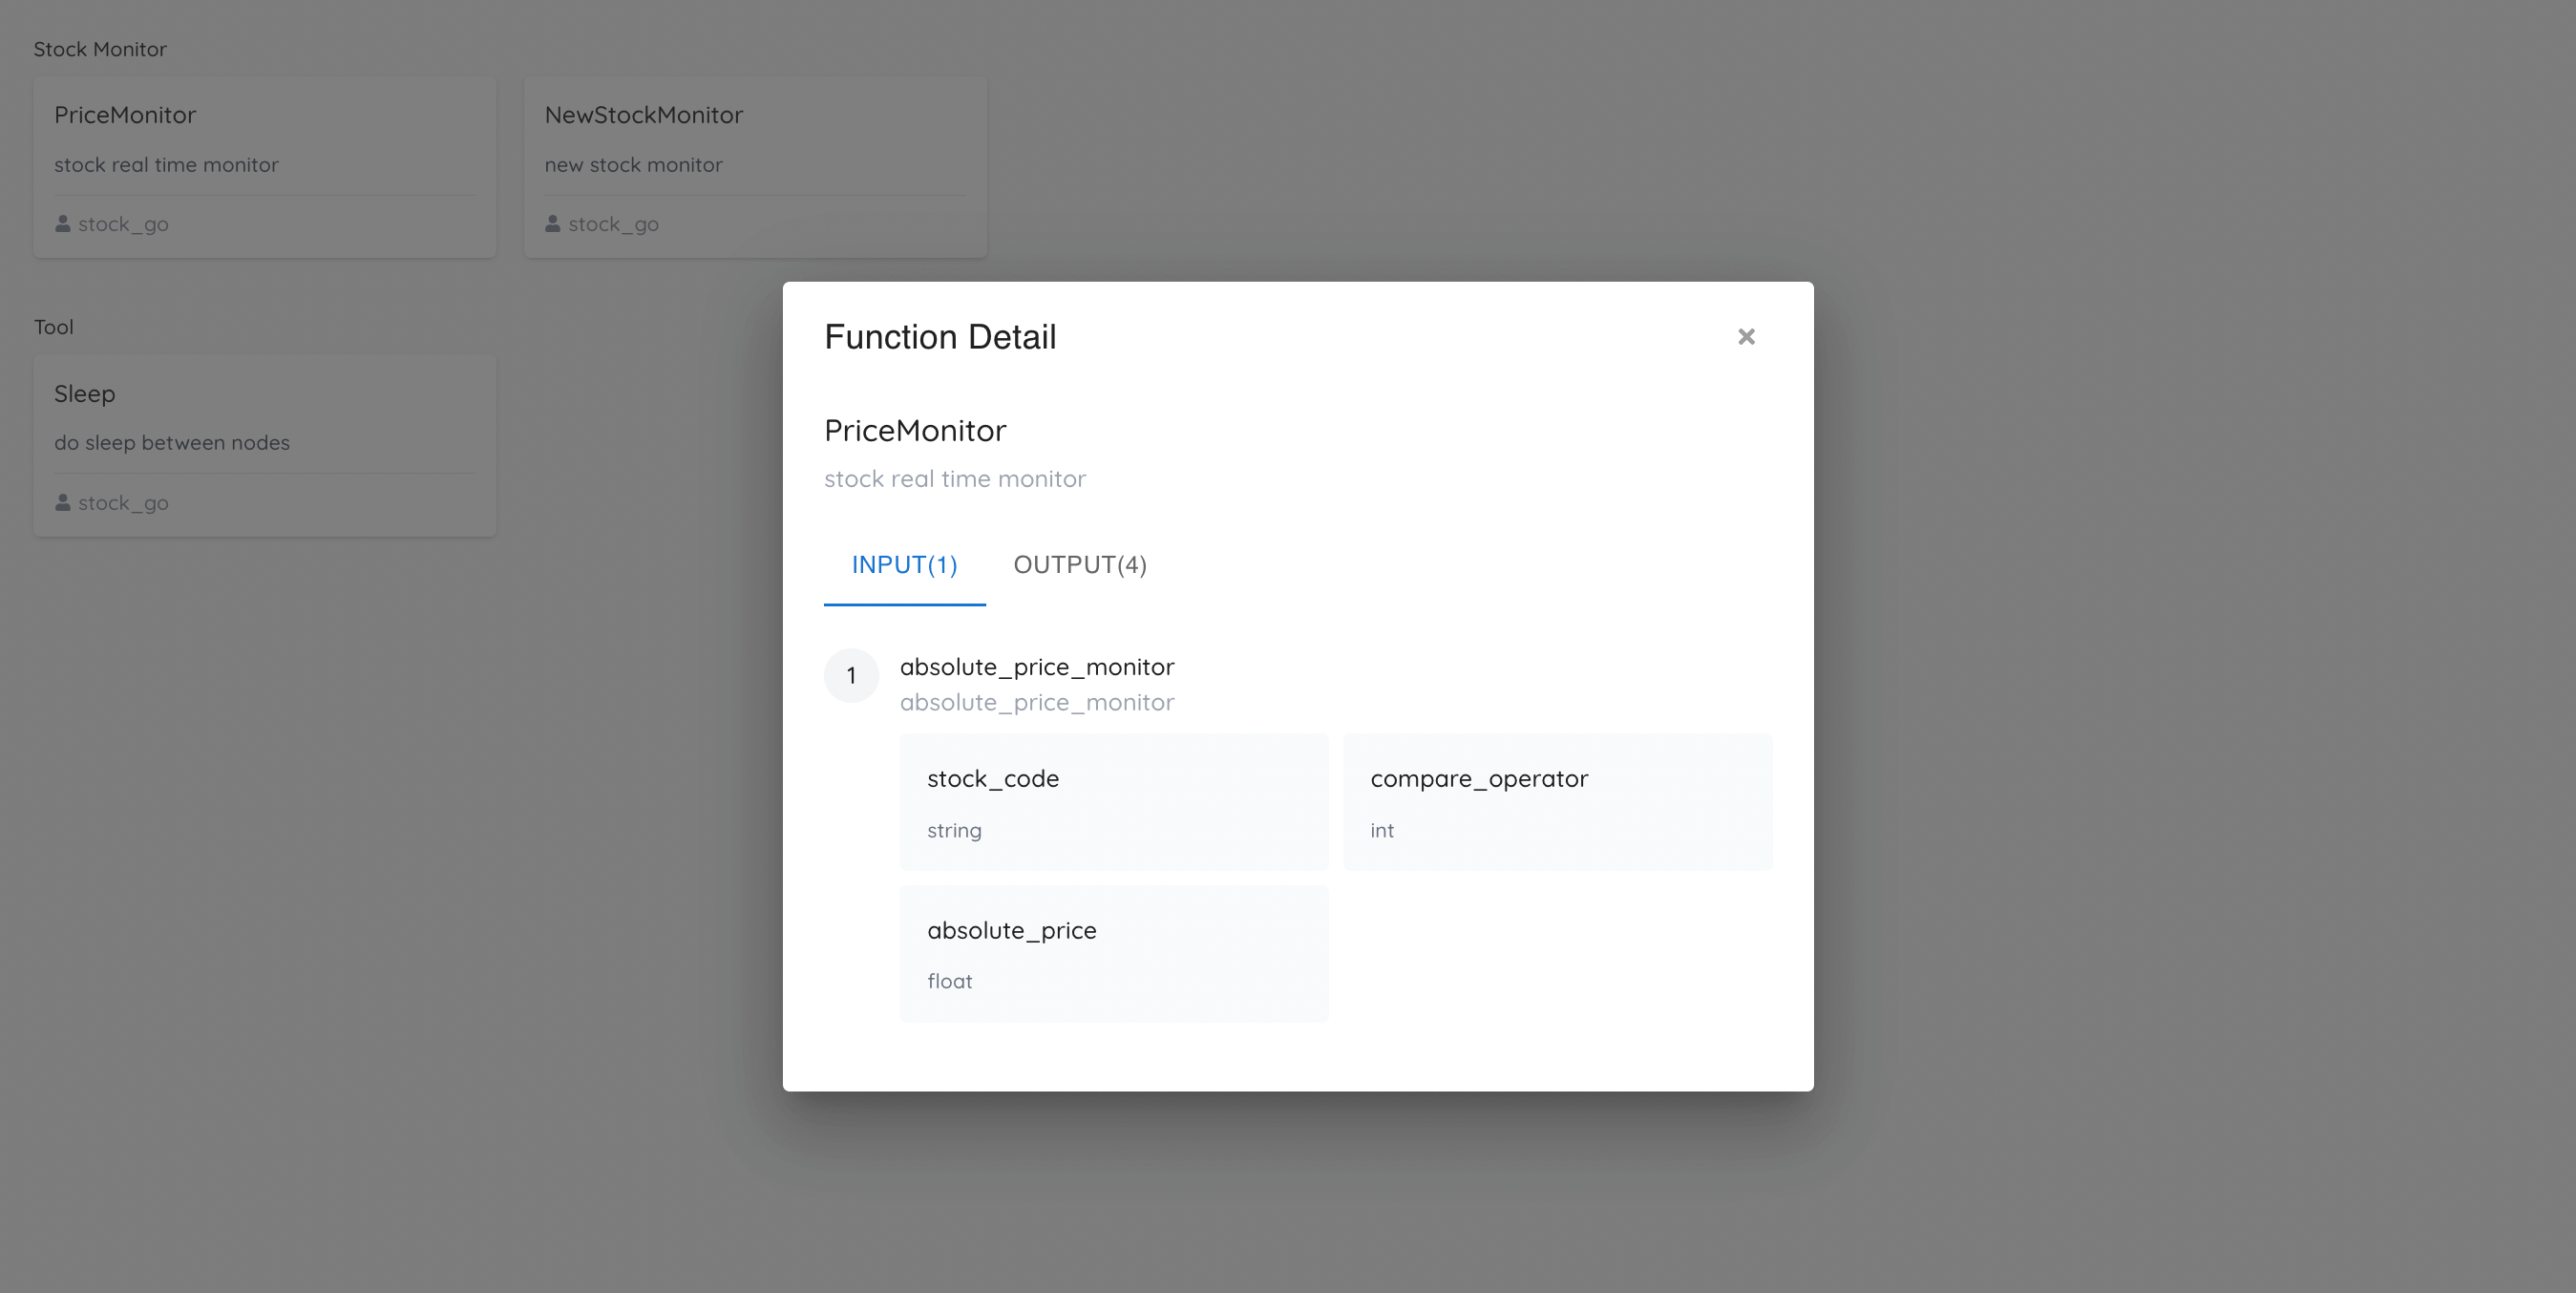 Stock Monitor
PriceMonitor
stock real time monitor
stock_go
NewStockMonitor
new stock monitor
stock_go
Tool
Sleep
do sleep between nodes
stock_go
Function Detail
PriceMonitor
stock real time monitor
INPUT(1)
OUTPUT(4)
1
absolute_price_monitor
absolute_price_monitor
stock_code
string
compare_operator
int
absolute_price
float